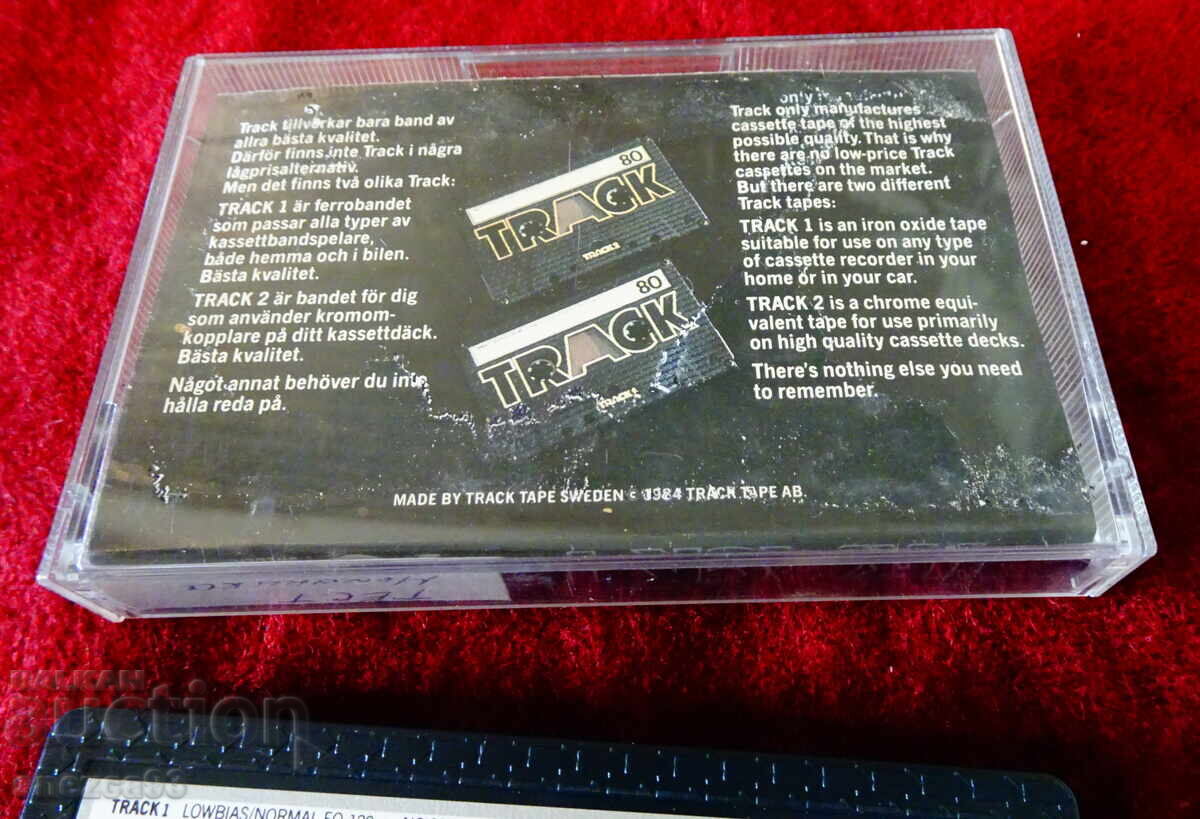 Track tillverkar bara band av
allra bästa kvalitet.
Därför finns inte Track i några
lågprisalternativ.
Men det finns två olika Track:
TRACK 1 är ferrobandet
som passar alla typer av
kassettbandspelare,
både hemma och i bilen.
Bästa kvalitet.
TRACK 2 är bandet för dig
som använder kromom-
kopplare på ditt kassettdäck.
Bästa kvalitet.
Något annat behöver du inte
hålla reda på.
80
TRACK
TRACK 1
80
TRACK
only
Track only manufactures
cassette tape of the highest
possible quality. That is why
there are no low-price Track
cassettes on the market.
But there are two different
Track tapes:
TRACK 1 is an iron oxide tape
suitable for use on any type
of cassette recorder in your
home or in your car.
TRACK 2 is a chrome equi-
valent tape for use primarily
on high quality cassette decks.
There's nothing else you need
to remember.
MADE BY TRACK TAPE SWEDEN © 1984 TRACK TAPE AB.
ТЕСТ
BALKAN
auction
anezca98
TRACK 1 LOWBIAS/NORMAL EQ 120